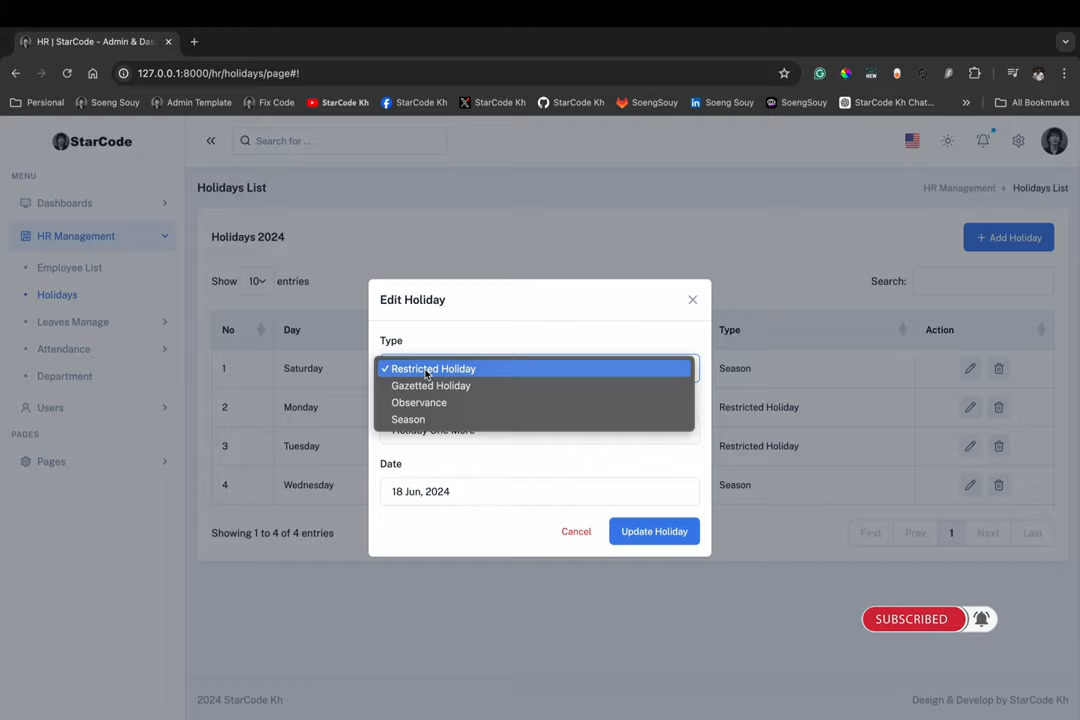 HR | StarCode - Admin & Das
127.0.0.1:8000/hr/holidays/page#!
NEW
Personal
Soeng Souy
Admin Template
Fix Code
StarCode Kh
StarCode Kh
StarCode Kh
StarCode Kh
SoengSouy
Soeng Souy
SoengSouy
StarCode Kh Chat...
All Bookmarks
StarCode
Search for ...
MENU
Dashboards
HR Management
Employee List
Holidays
Leaves Manage
Attendance
Department
Users
PAGES
Pages
Holidays List
HR Management
Holidays List
Holidays 2024
+ Add Holiday
Show 10 entries
Search:
No Day Type Action
1 Saturday Season
2 Monday Restricted Holiday
3 Tuesday Restricted Holiday
4 Wednesday Season
Showing 1 to 4 of 4 entries
First Prev 1 Next Last
Edit Holiday
Type
Restricted Holiday
Gazetted Holiday
Observance
Season
Holiday One More
Date
18 Jun, 2024
Cancel
Update Holiday
SUBSCRIBED
2024 StarCode Kh
Design & Develop by StarCode Kh